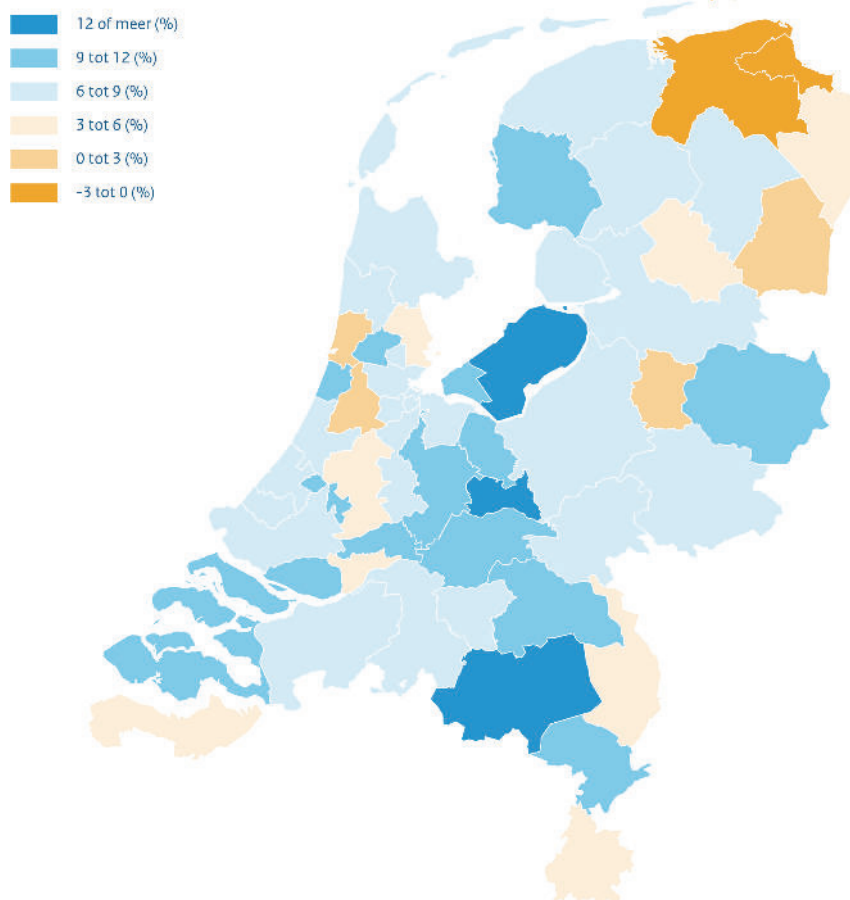 12 of meer (%)
9 tot 12 (%)
6 tot 9 (%)
3 tot 6 (%)
0 tot 3 (%)
-3 tot 0 (%)